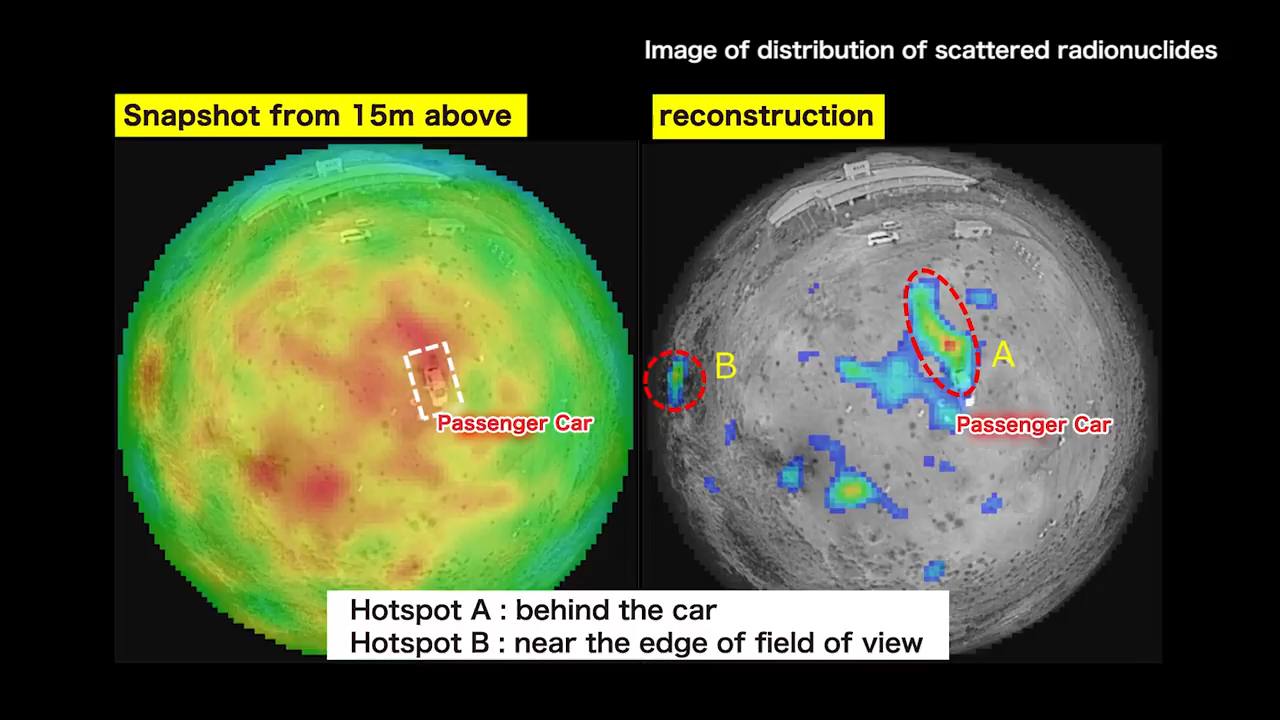 Image of distribution of scattered radionuclides
Snapshot from 15m above
reconstruction
B
A
Passenger Car
Passenger Car
Hotspot A : behind the car
Hotspot B : near the edge of field of view